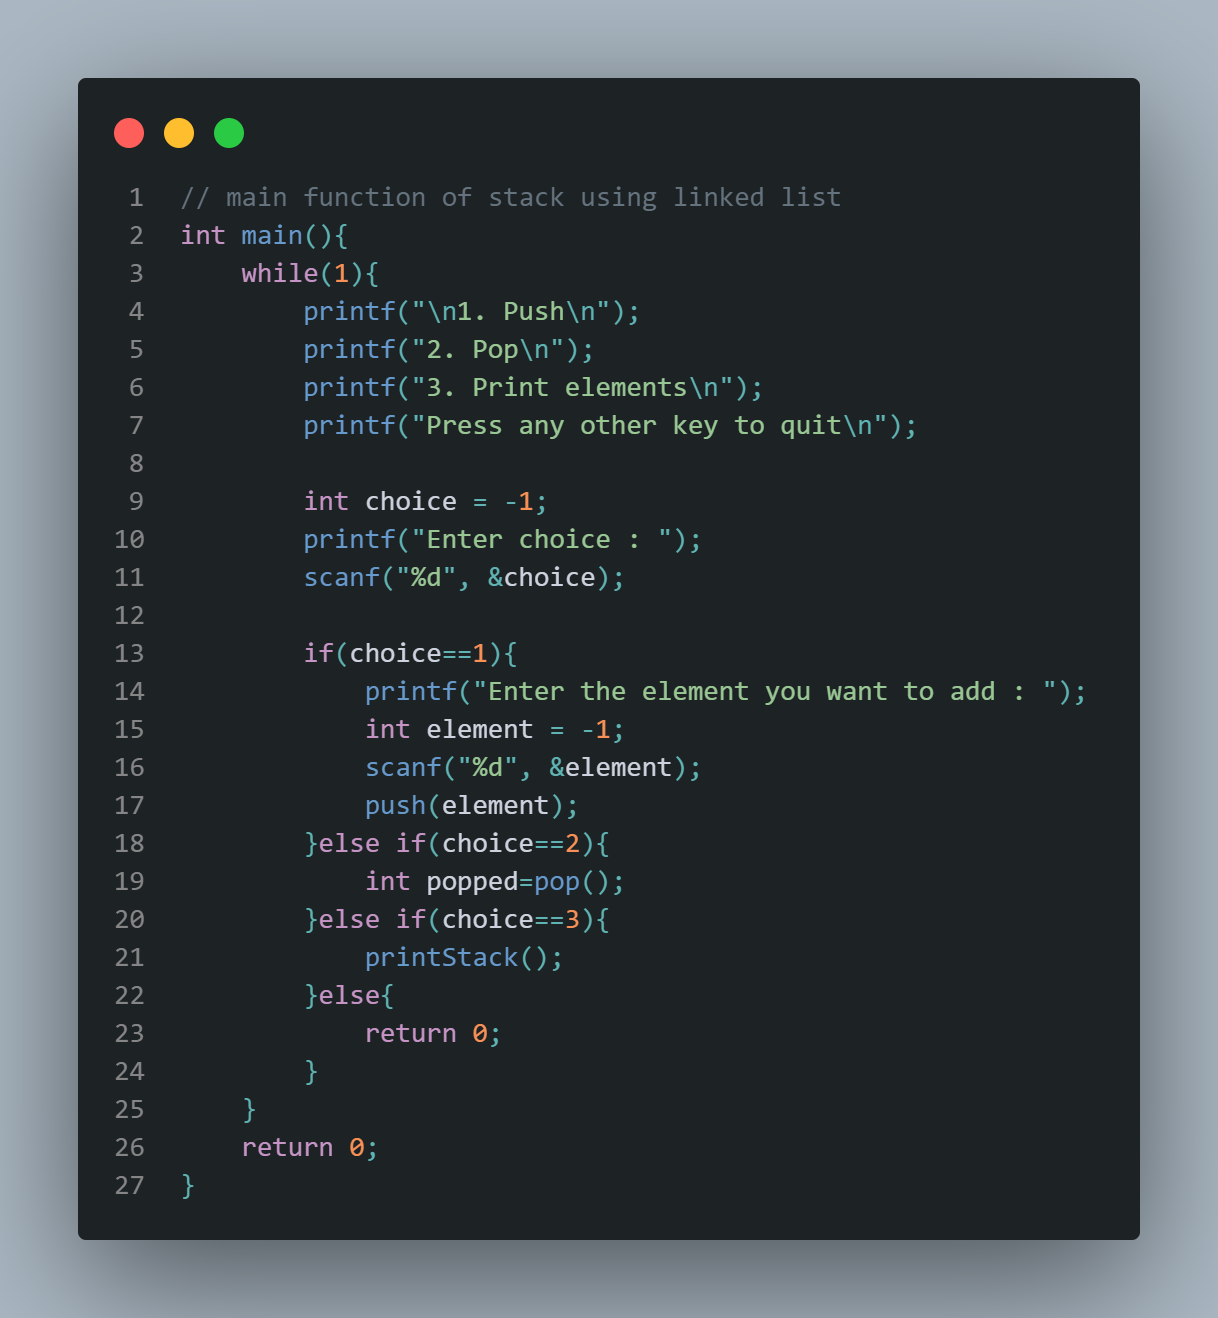 1 // main function of stack using linked list
2 int main(){
3     while(1){
4         printf("\n1. Push\n");
5         printf("2. Pop\n");
6         printf("3. Print elements\n");
7         printf("Press any other key to quit\n");
8
9         int choice = -1;
10         printf("Enter choice : ");
11         scanf("%d", &choice);
12
13         if(choice==1){
14             printf("Enter the element you want to add : ");
15             int element = -1;
16             scanf("%d", &element);
17             push(element);
18         }else if(choice==2){
19             int popped=pop();
20         }else if(choice==3){
21             printStack();
22         }else{
23             return 0;
24         }
25     }
26     return 0;
27 }